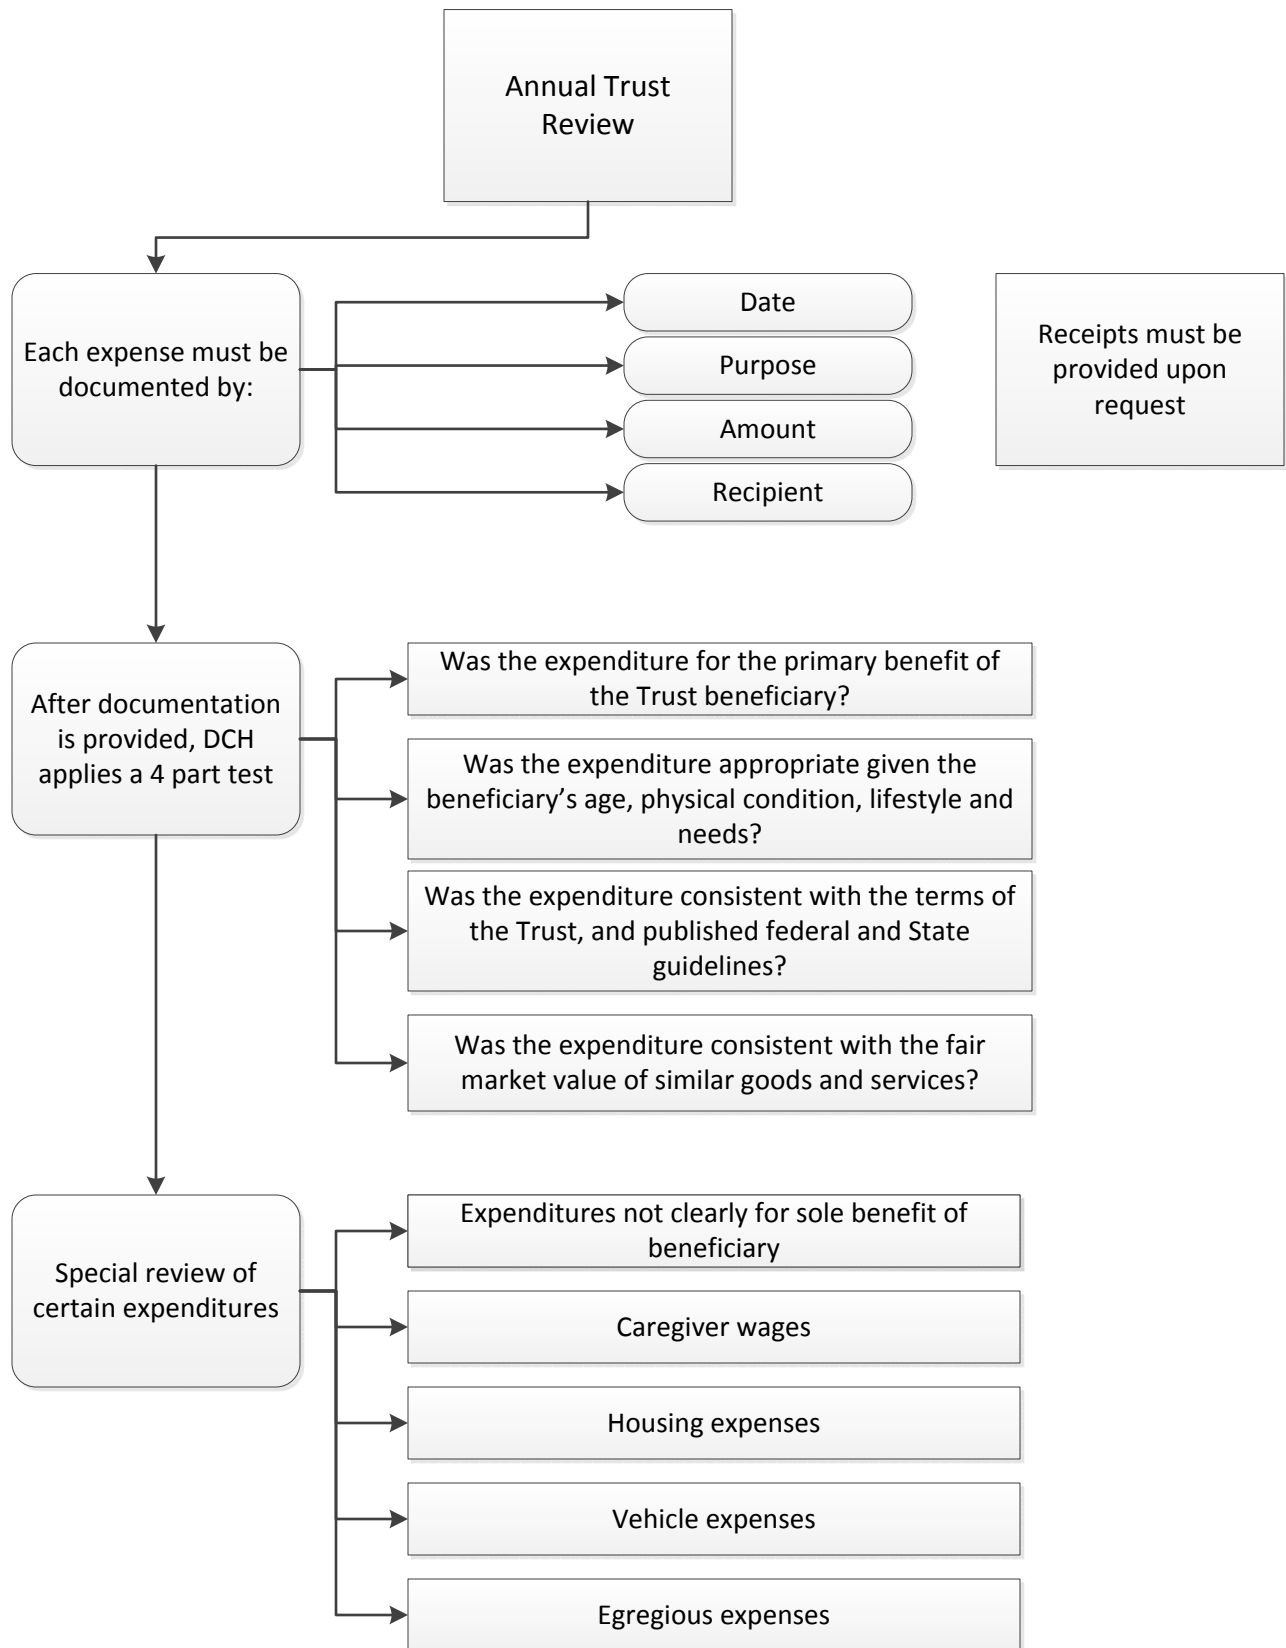 Annual Trust
Review
Each expense must be
documented by:
Date
Purpose
Amount
Recipient
Receipts must be
provided upon
request
After documentation
is provided, DCH
applies a 4 part test
Was the expenditure for the primary benefit of
the Trust beneficiary?
Was the expenditure appropriate given the
beneficiary’s age, physical condition, lifestyle and
needs?
Was the expenditure consistent with the terms of
the Trust, and published federal and State
guidelines?
Was the expenditure consistent with the fair
market value of similar goods and services?
Special review of
certain expenditures
Expenditures not clearly for sole benefit of
beneficiary
Caregiver wages
Housing expenses
Vehicle expenses
Egregious expenses